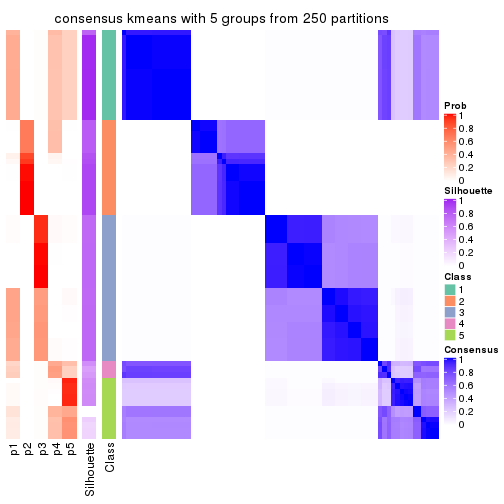 consensus kmeans with 5 groups from 250 partitions
Prob
1
0.8
0.6
0.4
0.2
0
Silhouette
1
0.8
0.6
0.4
0.2
0
Class
1
2
3
4
5
Consensus
1
0.8
0.6
0.4
0.2
0
p1
p2
p3
p4
p5
Silhouette
Class